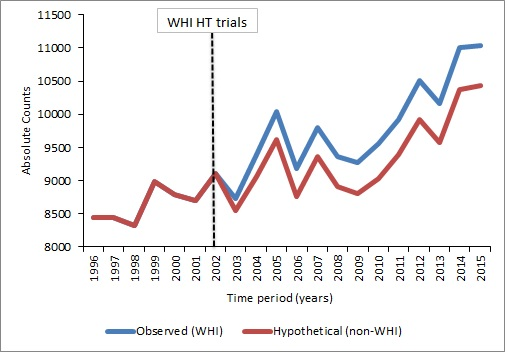 WHI HT trials
11500
11000
10500
10000
9500
9000
8500
8000
Absolute Counts
1996 1997 1998 1999 2000 2001 2002 2003 2004 2005 2006 2007 2008 2009 2010 2011 2012 2013 2014 2015
Time period (years)
Observed (WHI) Hypothetical (non-WHI)